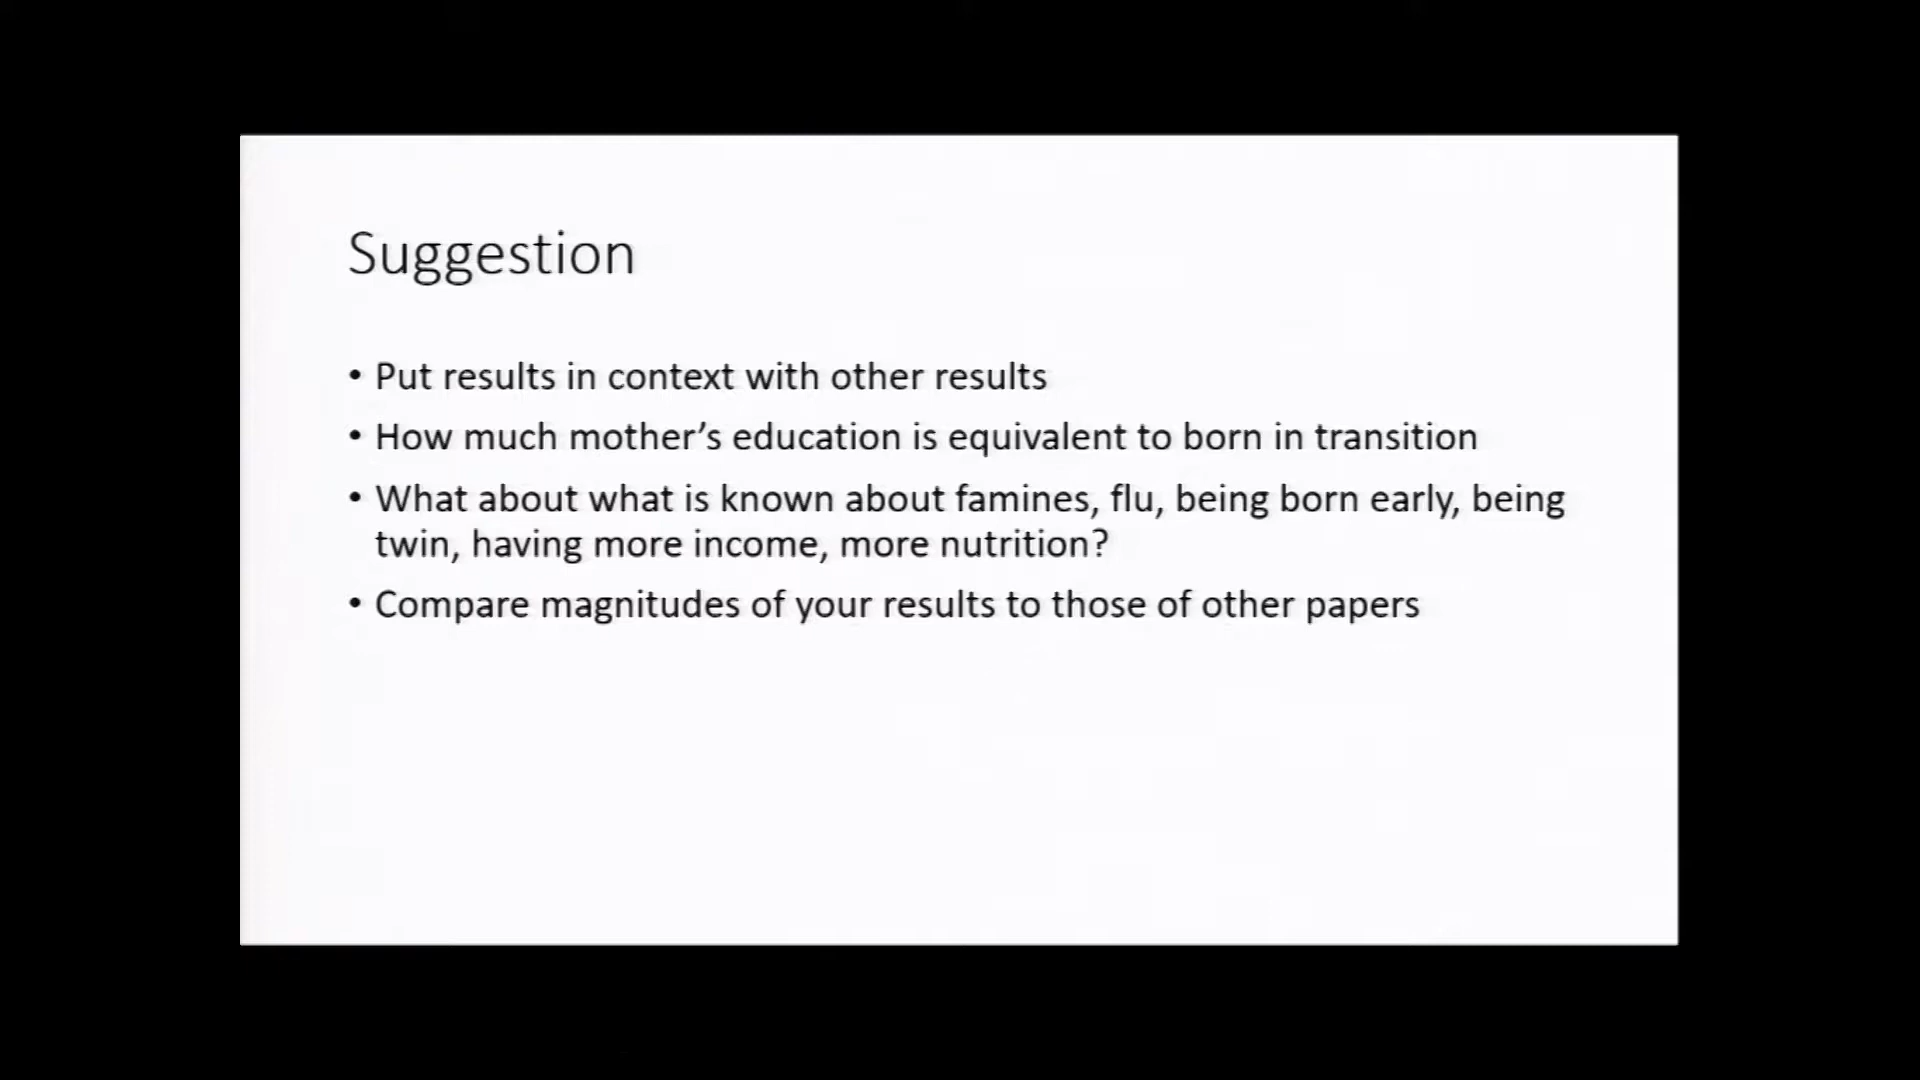 Suggestion
• Put results in context with other results
• How much mother’s education is equivalent to born in transition
• What about what is known about famines, flu, being born early, being
twin, having more income, more nutrition?
• Compare magnitudes of your results to those of other papers